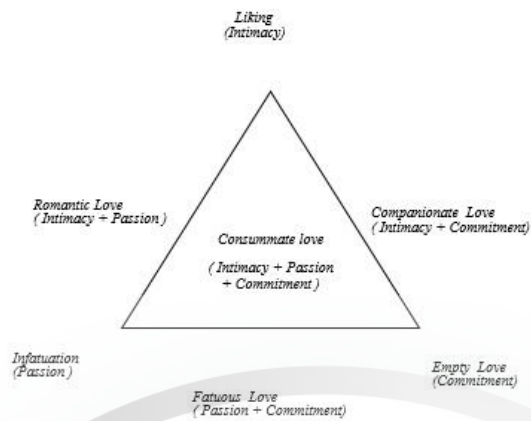 Liking
(Intimacy)
Romantic Love
( Intimacy + Passion )
Companionate Love
( Intimacy + Commitment)
Consummate love
( Intimacy + Passion
+ Commitment )
Infatuation
(Passion )
Empty Love
(Commitment)
Fatuous Love
( Passion + Commitment)